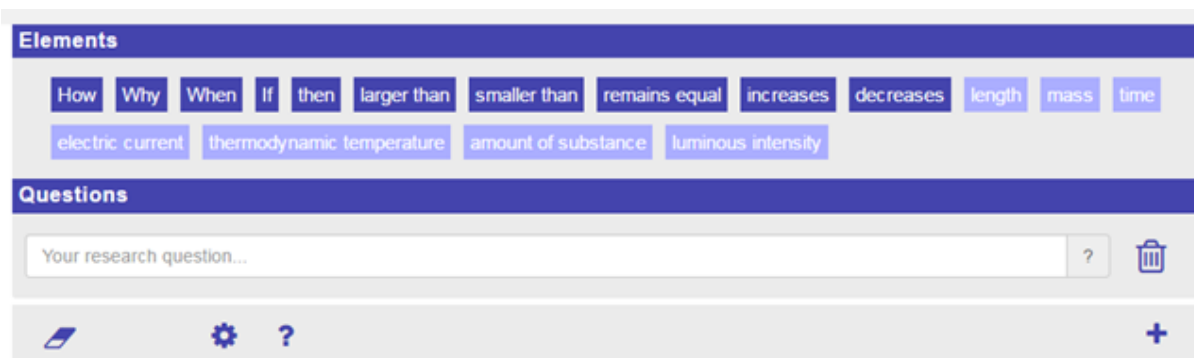 Elements
How Why When If then larger than smaller than remains equal increases decreases length mass time
electric current thermodynamic temperature amount of substance luminous intensity
Questions
Your research question... ?
?